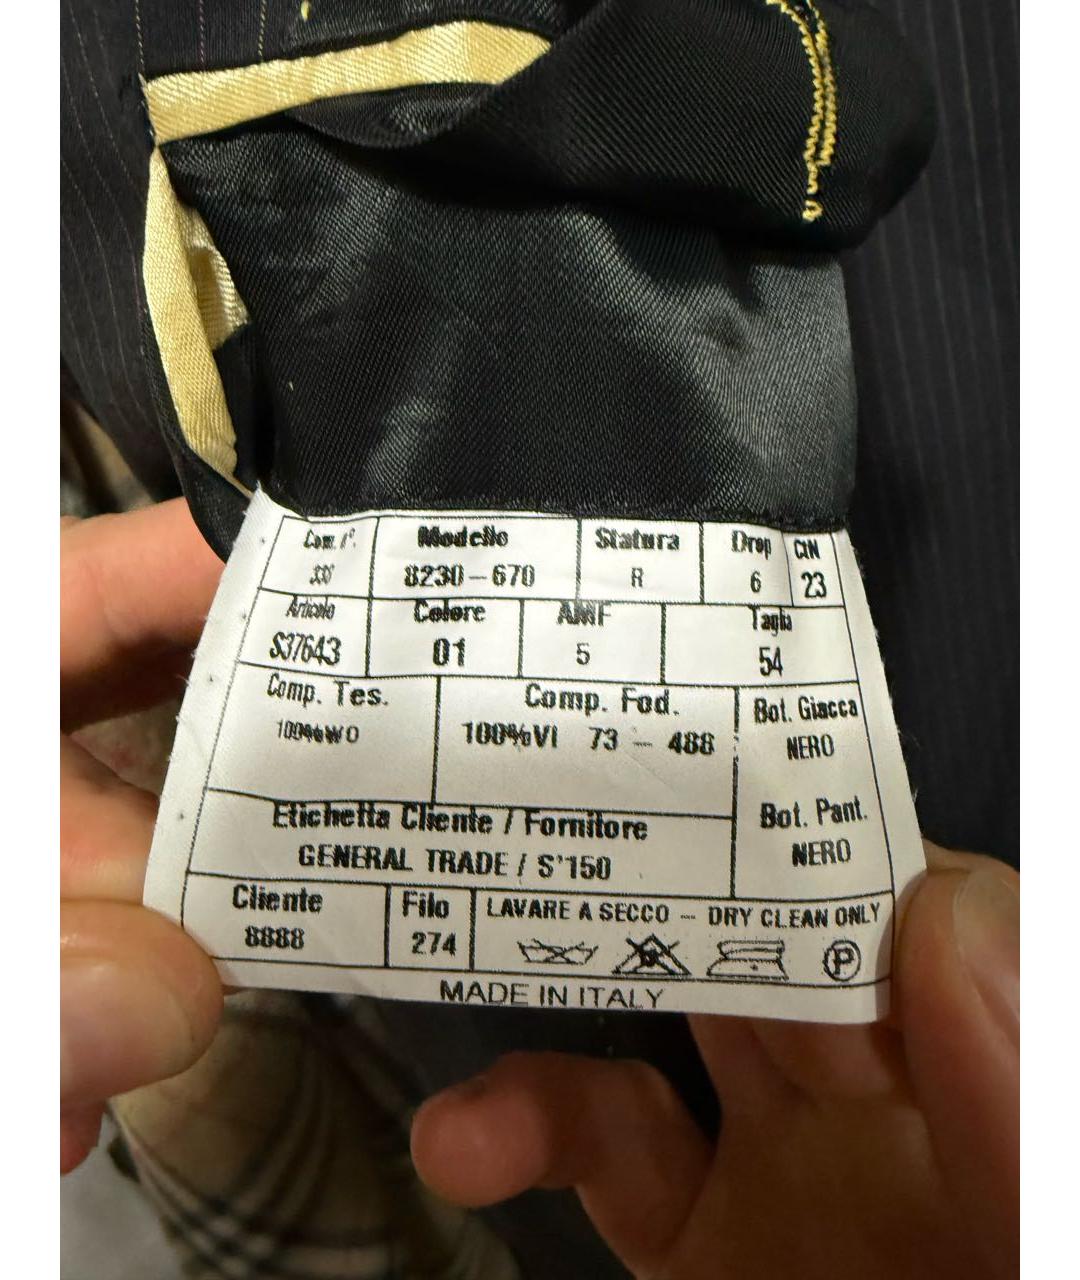 Com. n°. Modello Statura Drop CIN
330 8230-670 R 6 23
Articolo Colore AMF Taglia
S37643 01 5 54
Comp. Tes. Comp. Fod. Bot. Giacca
100%WO 100%VI 73 - 488 NERO
Etichetta Cliente / Fornitore Bot. Pant.
GENERAL TRADE / S'150 NERO
Cliente Filo LAVARE A SECCO - DRY CLEAN ONLY
8888 274 P
MADE IN ITALY